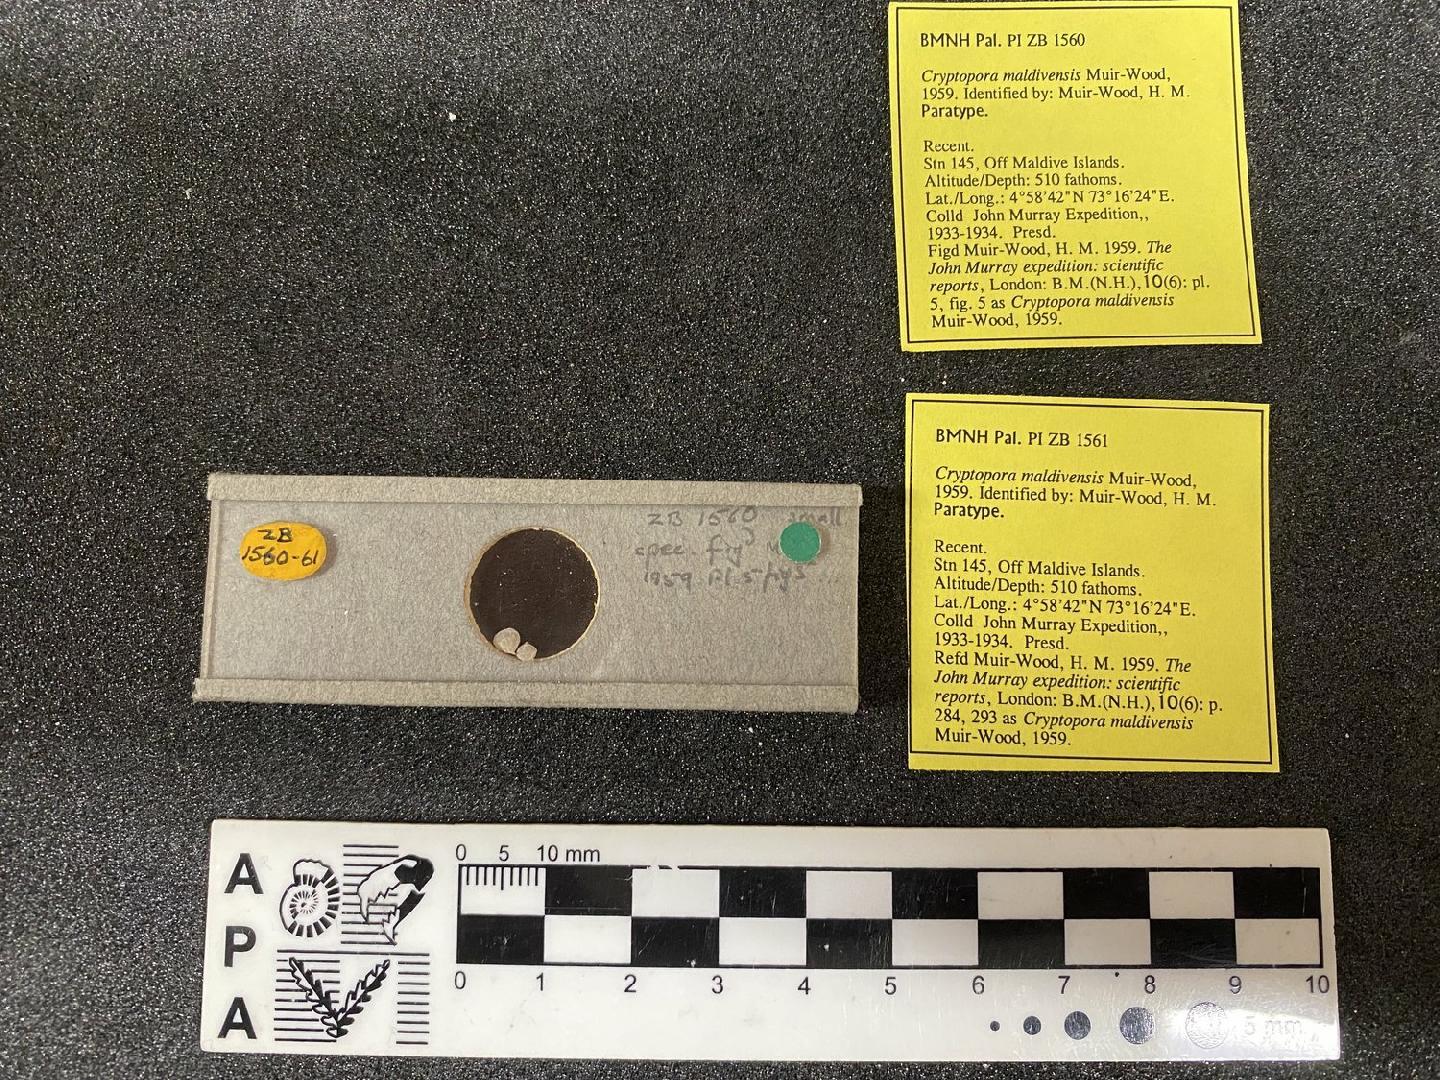 BMNH Pal. PI ZB 1560
Cryptopora maldivensis Muir-Wood,
1959. Identified by: Muir-Wood, H. M.
Paratype.
Recent.
Stn 145, Off Maldive Islands.
Altitude/Depth: 510 fathoms.
Lat./Long.: 4°58'42"N 73°16'24"E.
Colld John Murray Expedition,,
1933-1934. Presd.
Figd Muir-Wood, H. M. 1959. The
John Murray expedition: scientific
reports, London: B.M.(N.H.), 10(6): pl.
5, fig. 5 as Cryptopora maldivensis
Muir-Wood, 1959.
BMNH Pal. PI ZB 1561
Cryptopora maldivensis Muir-Wood,
1959. Identified by: Muir-Wood, H. M.
Paratype.
Recent.
Stn 145, Off Maldive Islands.
Altitude/Depth: 510 fathoms.
Lat./Long.: 4°58'42"N 73°16'24"E.
Colld John Murray Expedition,,
1933-1934. Presd.
Refd Muir-Wood, H. M. 1959. The
John Murray expedition: scientific
reports, London: B.M.(N.H.), 10(6): p.
284, 293 as Cryptopora maldivensis
Muir-Wood, 1959.
ZB
1560-61
ZB 1560 small
spec. fig
1959 Pl. 5 fig 5
A
P
A
0 5 10 mm
0 1 2 3 4 5 6 7 8 9 10
5 mm